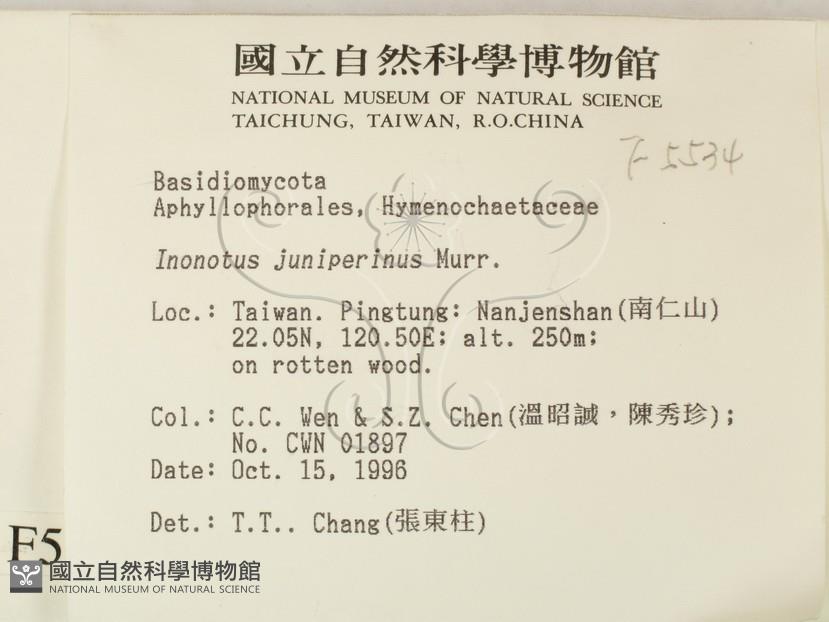 國立自然科學博物館
NATIONAL MUSEUM OF NATURAL SCIENCE
TAICHUNG, TAIWAN, R.O.CHINA
F 5534
Basidiomycota
Aphyllophorales, Hymenochaetaceae
Inonotus juniperinus Murr.
Loc.: Taiwan. Pingtung: Nanjenshan(南仁山)
22.05N, 120.50E; alt. 250m;
on rotten wood.
Col.: C.C. Wen & S.Z. Chen(溫昭誠，陳秀珍);
No. CWN 01897
Date: Oct. 15, 1996
Det.: T.T.. Chang(張東柱)
F5
國立自然科學博物館
NATIONAL MUSEUM OF NATURAL SCIENCE